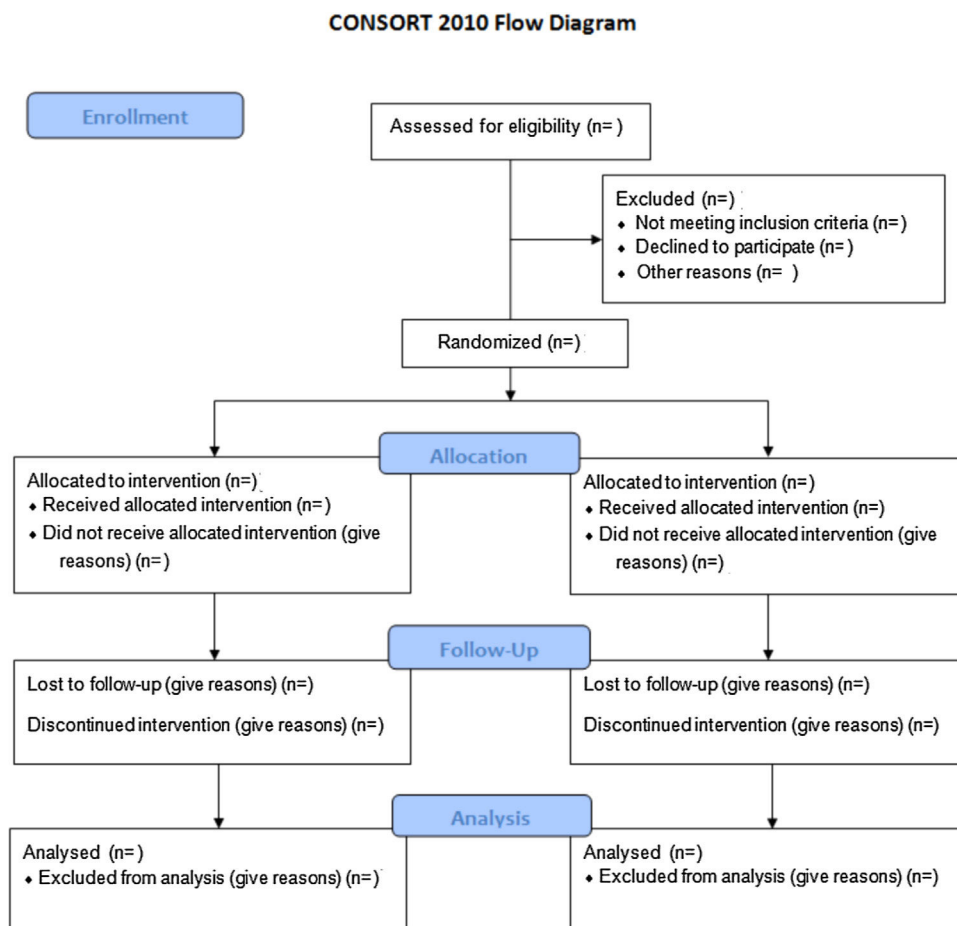 CONSORT 2010 Flow Diagram
Enrollment
Assessed for eligibility (n= )
Excluded (n=)
⬥ Not meeting inclusion criteria (n=)
⬥ Declined to participate (n= )
⬥ Other reasons (n= )
Randomized (n=)
Allocation
Allocated to intervention (n=)
⬥ Received allocated intervention (n=)
⬥ Did not receive allocated intervention (give
reasons) (n=)
Allocated to intervention (n=)
⬥ Received allocated intervention (n=)
⬥ Did not receive allocated intervention (give
reasons) (n=)
Follow-Up
Lost to follow-up (give reasons) (n=)
Discontinued intervention (give reasons) (n=)
Lost to follow-up (give reasons) (n=)
Discontinued intervention (give reasons) (n=)
Analysis
Analysed (n=)
⬥ Excluded from analysis (give reasons) (n=)
Analysed (n=)
⬥ Excluded from analysis (give reasons) (n=)